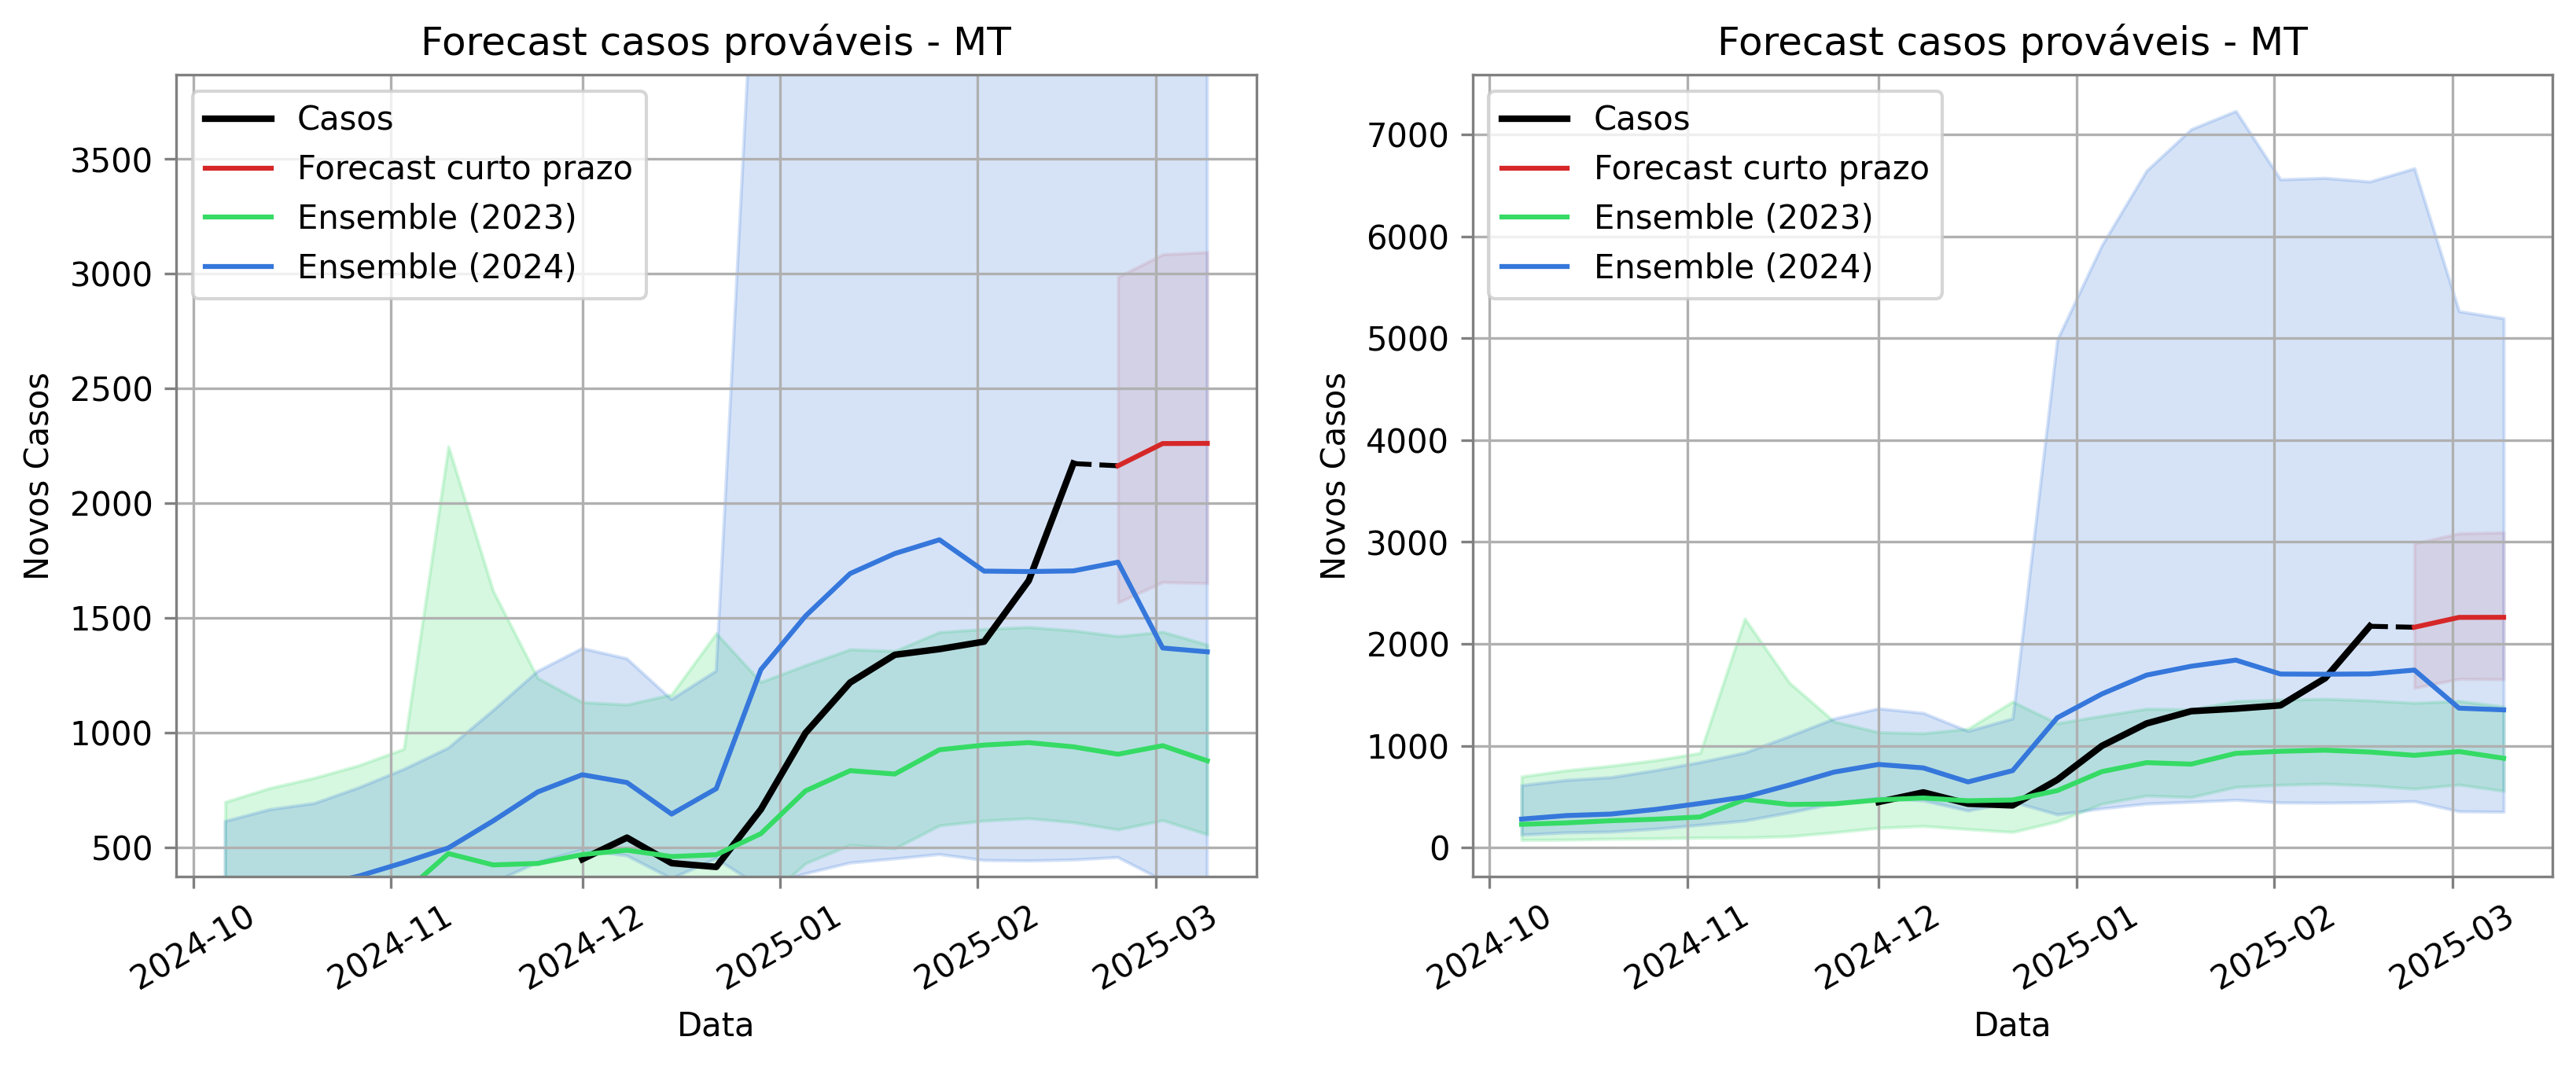 Forecast casos prováveis - MT
Casos
Forecast curto prazo
Ensemble (2023)
Ensemble (2024)
3500
3000
2500
2000
1500
1000
500
Novos Casos
2024-10
2024-11
2024-12
2025-01
2025-02
2025-03
Data
Forecast casos prováveis - MT
Casos
Forecast curto prazo
Ensemble (2023)
Ensemble (2024)
7000
6000
5000
4000
3000
2000
1000
0
Novos Casos
2024-10
2024-11
2024-12
2025-01
2025-02
2025-03
Data